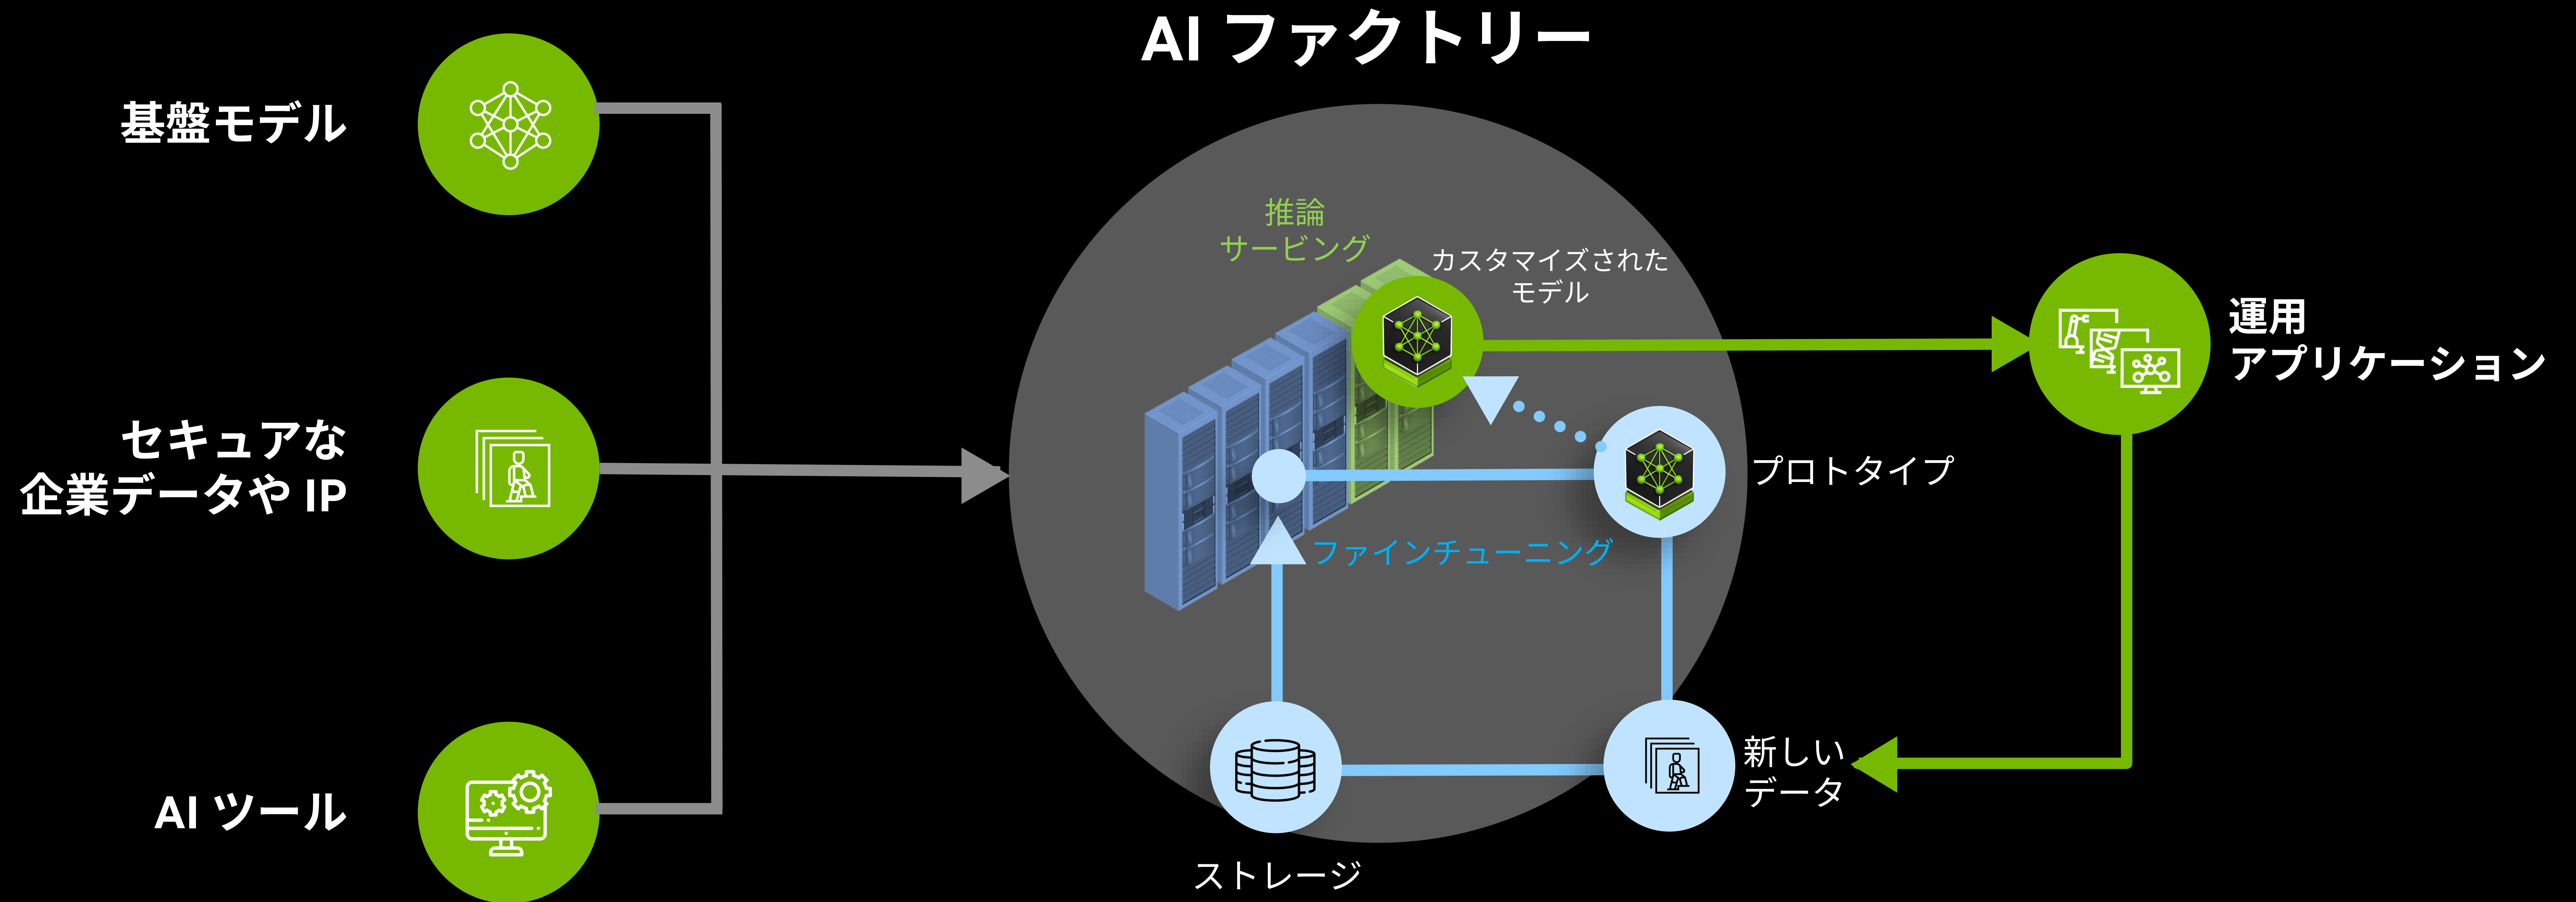 AI ファクトリー
基盤モデル
セキュアな
企業データや IP
AI ツール
推論
サービング
カスタマイズされた
モデル
プロトタイプ
ファインチューニング
新しい
データ
ストレージ
運用
アプリケーション